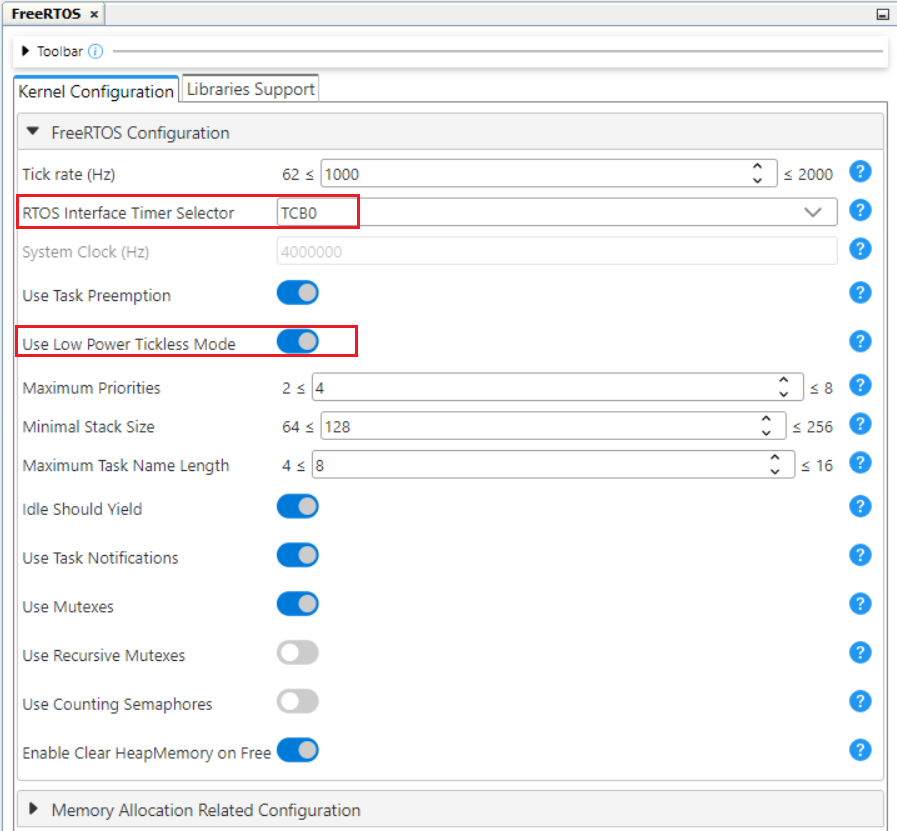 FreeRTOS ×
Toolbar i
Kernel Configuration Libraries Support
FreeRTOS Configuration
Tick rate (Hz) 62 ≤ 1000 ≤ 2000 ?
RTOS Interface Timer Selector TCB0 ?
System Clock (Hz) 4000000 ?
Use Task Preemption ?
Use Low Power Tickless Mode ?
Maximum Priorities 2 ≤ 4 ≤ 8 ?
Minimal Stack Size 64 ≤ 128 ≤ 256 ?
Maximum Task Name Length 4 ≤ 8 ≤ 16 ?
Idle Should Yield ?
Use Task Notifications ?
Use Mutexes ?
Use Recursive Mutexes ?
Use Counting Semaphores ?
Enable Clear HeapMemory on Free ?
Memory Allocation Related Configuration